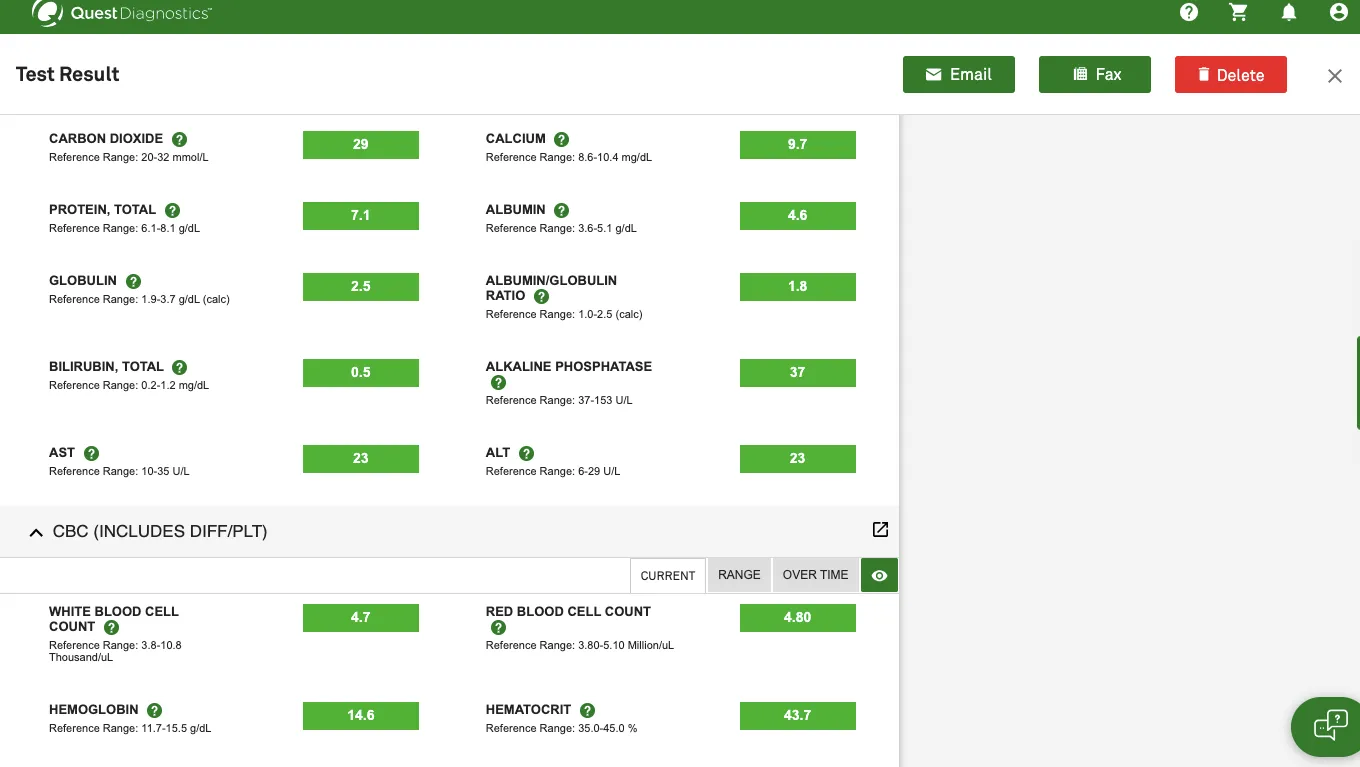 Quest Diagnostics™
Test Result
Email
Fax
Delete
CARBON DIOXIDE ?
Reference Range: 20-32 mmol/L
29
CALCIUM ?
Reference Range: 8.6-10.4 mg/dL
9.7
PROTEIN, TOTAL ?
Reference Range: 6.1-8.1 g/dL
7.1
ALBUMIN ?
Reference Range: 3.6-5.1 g/dL
4.6
GLOBULIN ?
Reference Range: 1.9-3.7 g/dL (calc)
2.5
ALBUMIN/GLOBULIN
RATIO ?
Reference Range: 1.0-2.5 (calc)
1.8
BILIRUBIN, TOTAL ?
Reference Range: 0.2-1.2 mg/dL
0.5
ALKALINE PHOSPHATASE
?
Reference Range: 37-153 U/L
37
AST ?
Reference Range: 10-35 U/L
23
ALT ?
Reference Range: 6-29 U/L
23
CBC (INCLUDES DIFF/PLT)
CURRENT
RANGE
OVER TIME
WHITE BLOOD CELL
COUNT ?
Reference Range: 3.8-10.8
Thousand/uL
4.7
RED BLOOD CELL COUNT
?
Reference Range: 3.80-5.10 Million/uL
4.80
HEMOGLOBIN ?
Reference Range: 11.7-15.5 g/dL
14.6
HEMATOCRIT ?
Reference Range: 35.0-45.0 %
43.7